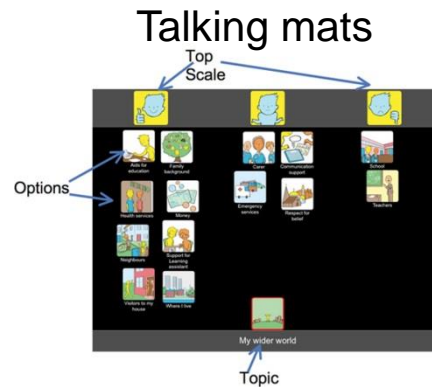 Talking mats
Top
Scale
Options
Aids for
education
Family
background
Carer
Communication
support
School
Health services
Money
Emergency
services
Respect for
belief
Teachers
Neighbours
Support for
Learning
assistant
Visitors to my
house
Where I live
My wider world
Topic